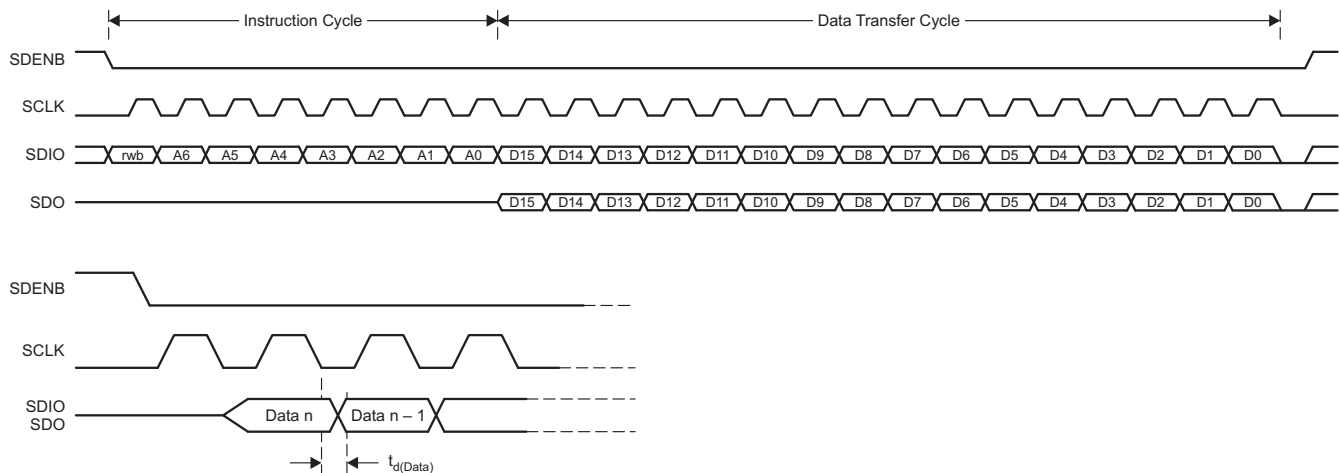 Instruction Cycle Data Transfer Cycle
SDENB
SCLK
SDIO rwb A6 A5 A4 A3 A2 A1 A0 D15 D14 D13 D12 D11 D10 D9 D8 D7 D6 D5 D4 D3 D2 D1 D0
SDO D15 D14 D13 D12 D11 D10 D9 D8 D7 D6 D5 D4 D3 D2 D1 D0
SDENB
SCLK
SDIO
SDO
Data n Data n – 1
td(Data)